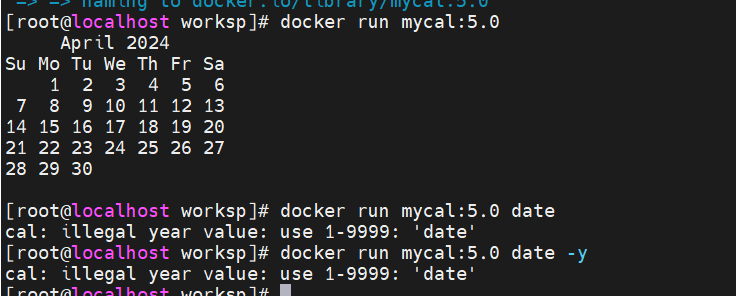 => => naming to docker.io/library/mycal:5.0
[root@localhost worksp]# docker run mycal:5.0
April 2024
Su Mo Tu We Th Fr Sa
1 2 3 4 5 6
7 8 9 10 11 12 13
14 15 16 17 18 19 20
21 22 23 24 25 26 27
28 29 30
[root@localhost worksp]# docker run mycal:5.0 date
cal: illegal year value: use 1-9999: 'date'
[root@localhost worksp]# docker run mycal:5.0 date -y
cal: illegal year value: use 1-9999: 'date'
[root@localhost worksp]#